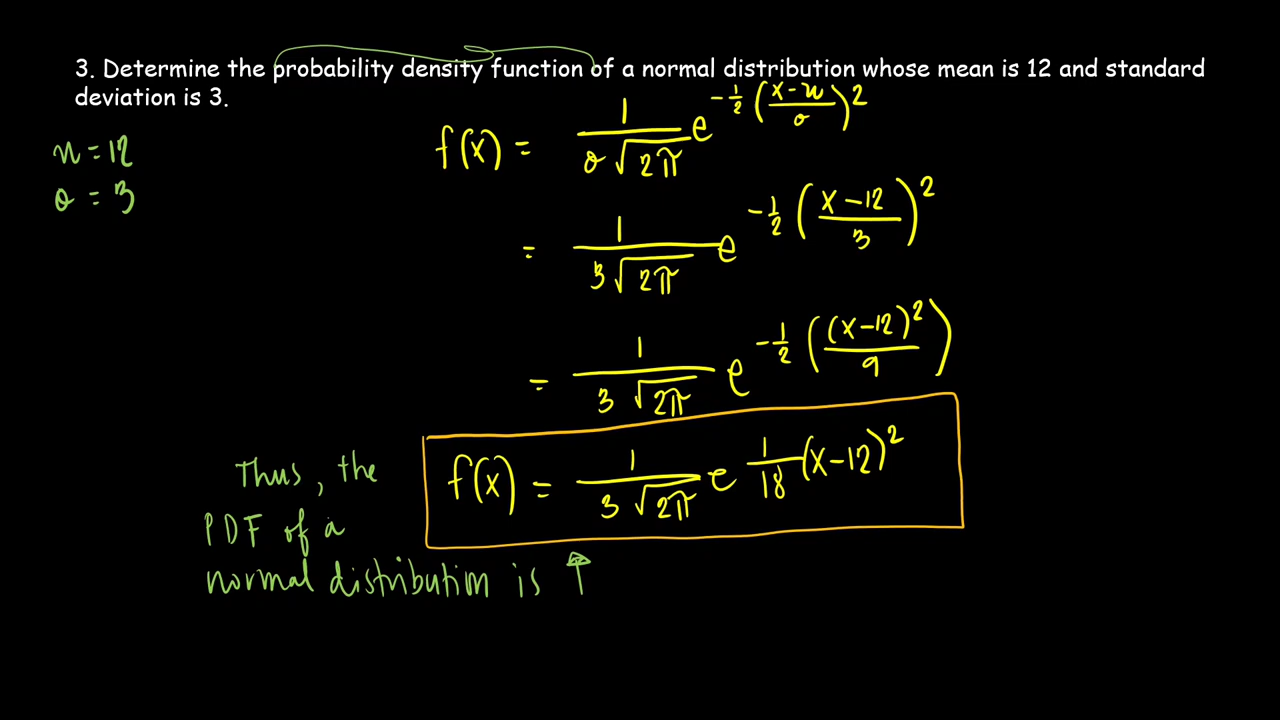 3. Determine the probability density function of a normal distribution whose mean is 12 and standard
deviation is 3.
μ = 12
σ = 3
f(x) = 1/(σ√(2π)) e^(-1/2 ((x-μ)/σ)^2)
= 1/(3√(2π)) e^(-1/2 ((x-12)/3)^2)
= 1/(3√(2π)) e^(-1/2 ((x-12)^2/9))
f(x) = 1/(3√(2π)) e^(1/18 (x-12)^2)
Thus, the
PDF of a
normal distribution is ↑